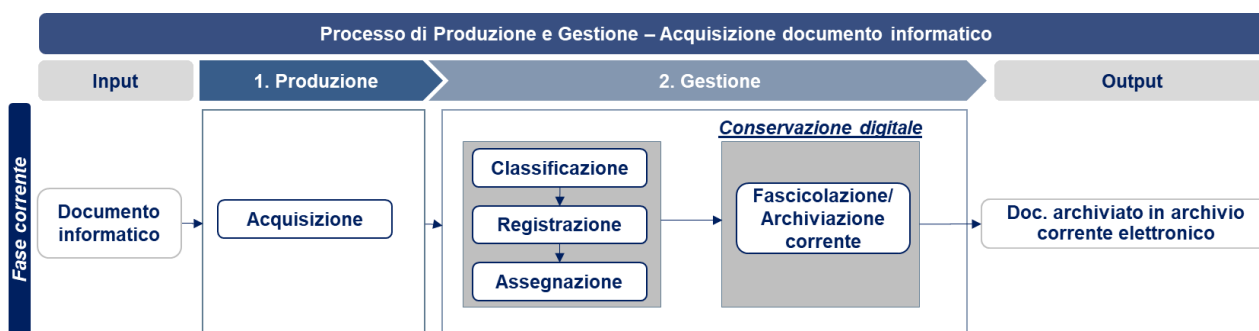 Processo di Produzione e Gestione – Acquisizione documento informatico
Input
1. Produzione
2. Gestione
Output
Fase corrente
Documento
informatico
Acquisizione
Classificazione
Registrazione
Assegnazione
Conservazione digitale
Fascicolazione/
Archiviazione
corrente
Doc. archiviato in archivio
corrente elettronico